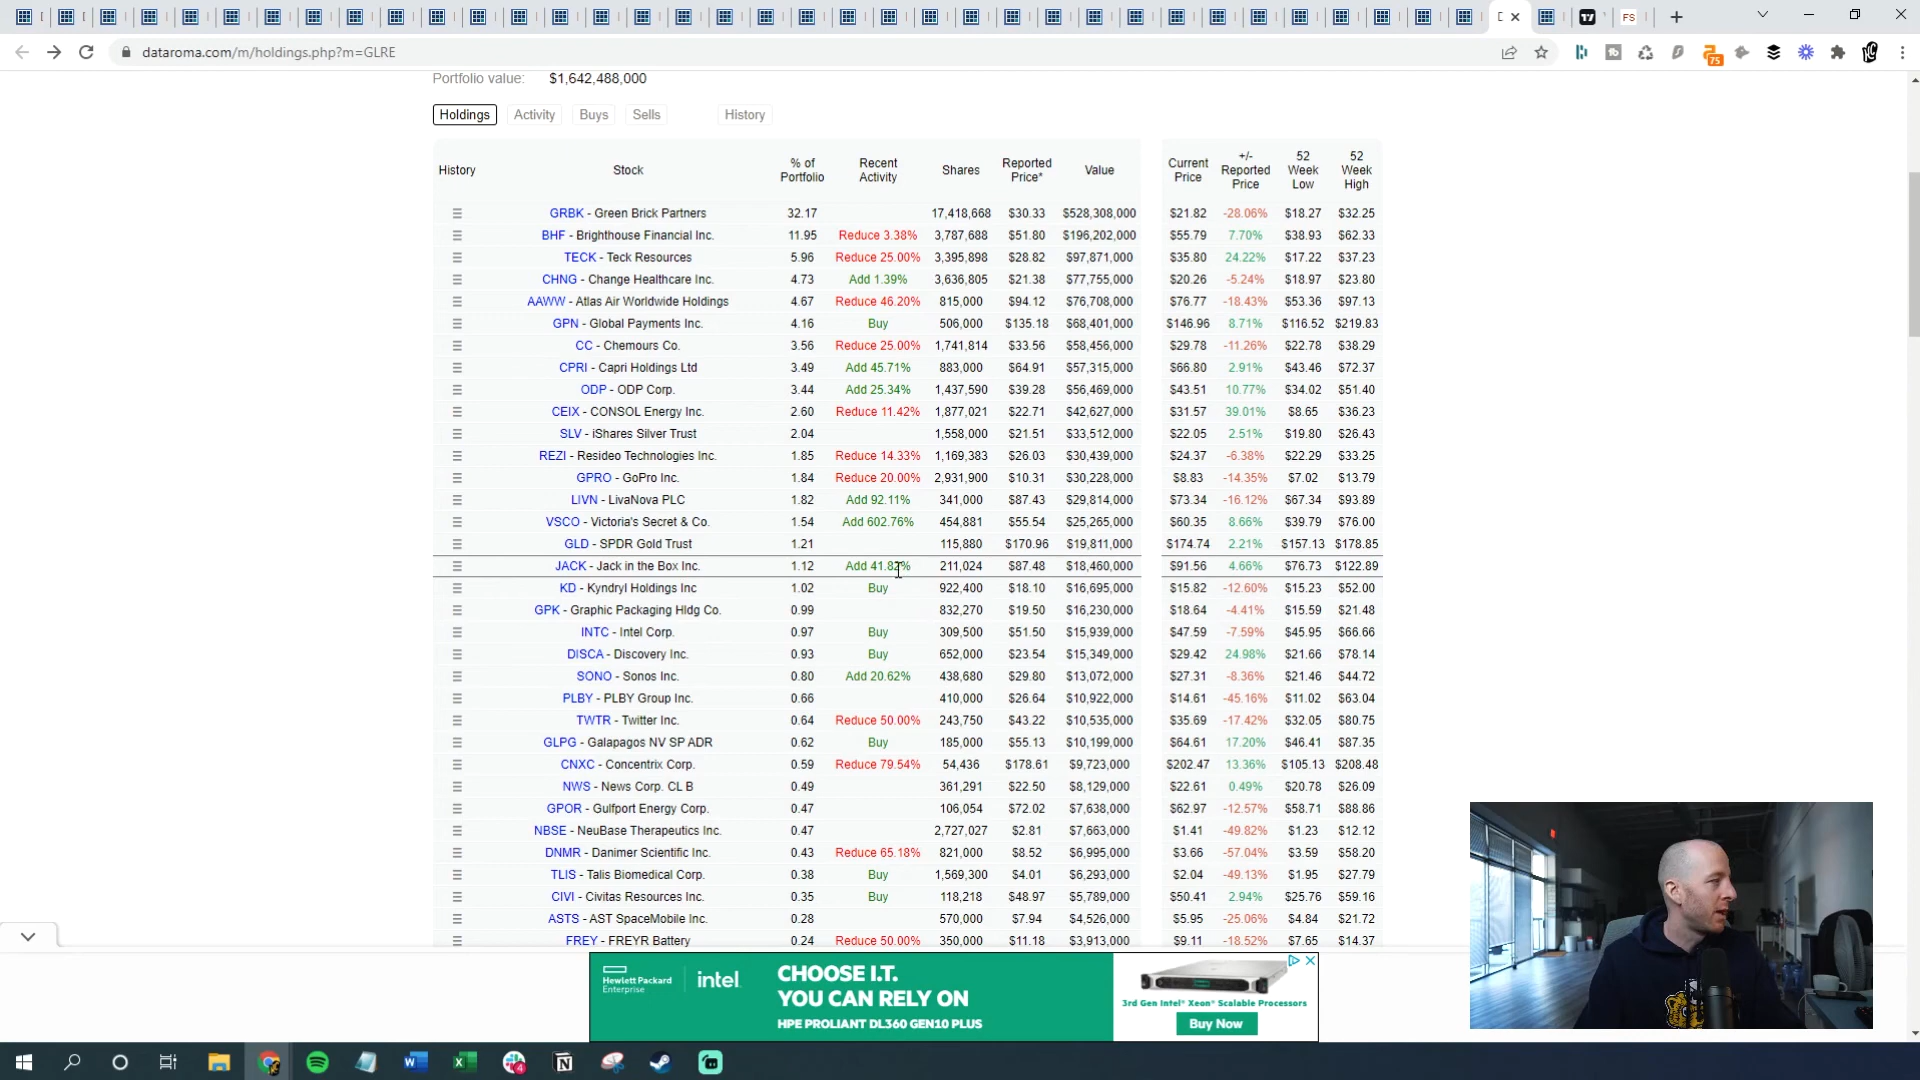 dataroma.com/m/holdings.php?m=GLRE
75
Portfolio value: $1,642,488,000
Holdings Activity Buys Sells History
History Stock % of Portfolio Recent Activity Shares Reported Price* Value Current Price +/- Reported Price 52 Week Low 52 Week High
GRBK - Green Brick Partners 32.17 17,418,668 $30.33 $528,308,000 $21.82 -28.06% $18.27 $32.25
BHF - Brighthouse Financial Inc. 11.95 Reduce 3.38% 3,787,688 $51.80 $196,202,000 $55.79 7.70% $38.93 $62.33
TECK - Teck Resources 5.96 Reduce 25.00% 3,395,898 $28.82 $97,871,000 $35.80 24.22% $17.22 $37.23
CHNG - Change Healthcare Inc. 4.73 Add 1.39% 3,636,805 $21.38 $77,755,000 $20.26 -5.24% $18.97 $23.80
AAWW - Atlas Air Worldwide Holdings 4.67 Reduce 46.20% 815,000 $94.12 $76,708,000 $76.77 -18.43% $53.36 $97.13
GPN - Global Payments Inc. 4.16 Buy 506,000 $135.18 $68,401,000 $146.96 8.71% $116.52 $219.83
CC - Chemours Co. 3.56 Reduce 25.00% 1,741,814 $33.56 $58,456,000 $29.78 -11.26% $22.78 $38.29
CPRI - Capri Holdings Ltd 3.49 Add 45.71% 883,000 $64.91 $57,315,000 $66.80 2.91% $43.46 $72.37
ODP - ODP Corp. 3.44 Add 25.34% 1,437,590 $39.28 $56,469,000 $43.51 10.77% $34.02 $51.40
CEIX - CONSOL Energy Inc. 2.60 Reduce 11.42% 1,877,021 $22.71 $42,627,000 $31.57 39.01% $8.65 $36.23
SLV - iShares Silver Trust 2.04 1,558,000 $21.51 $33,512,000 $22.05 2.51% $19.80 $26.43
REZI - Resideo Technologies Inc. 1.85 Reduce 14.33% 1,169,383 $26.03 $30,439,000 $24.37 -6.38% $22.29 $33.25
GPRO - GoPro Inc. 1.84 Reduce 20.00% 2,931,900 $10.31 $30,228,000 $8.83 -14.35% $7.02 $13.79
LIVN - LivaNova PLC 1.82 Add 92.11% 341,000 $87.43 $29,814,000 $73.34 -16.12% $67.34 $93.89
VSCO - Victoria's Secret & Co. 1.54 Add 602.76% 454,881 $55.54 $25,265,000 $60.35 8.66% $39.79 $76.00
GLD - SPDR Gold Trust 1.21 115,880 $170.96 $19,811,000 $174.74 2.21% $157.13 $178.85
JACK - Jack in the Box Inc. 1.12 Add 41.82% 211,024 $87.48 $18,460,000 $91.56 4.66% $76.73 $122.89
KD - Kyndryl Holdings Inc 1.02 Buy 922,400 $18.10 $16,695,000 $15.82 -12.60% $15.23 $52.00
GPK - Graphic Packaging Hldg Co. 0.99 832,270 $19.50 $16,230,000 $18.64 -4.41% $15.59 $21.48
INTC - Intel Corp. 0.97 Buy 309,500 $51.50 $15,939,000 $47.59 -7.59% $45.95 $66.66
DISCA - Discovery Inc. 0.93 Buy 652,000 $23.54 $15,349,000 $29.42 24.98% $21.66 $78.14
SONO - Sonos Inc. 0.80 Add 20.62% 438,680 $29.80 $13,072,000 $27.31 -8.36% $21.46 $44.72
PLBY - PLBY Group Inc. 0.66 410,000 $26.64 $10,922,000 $14.61 -45.16% $11.02 $63.04
TWTR - Twitter Inc. 0.64 Reduce 50.00% 243,750 $43.22 $10,535,000 $35.69 -17.42% $32.05 $80.75
GLPG - Galapagos NV SP ADR 0.62 Buy 185,000 $55.13 $10,199,000 $64.61 17.20% $46.41 $87.35
CNXC - Concentrix Corp. 0.59 Reduce 79.54% 54,436 $178.61 $9,723,000 $202.47 13.36% $105.13 $208.48
NWS - News Corp. CL B 0.49 361,291 $22.50 $8,129,000 $22.61 0.49% $20.78 $26.09
GPOR - Gulfport Energy Corp. 0.47 106,054 $72.02 $7,638,000 $62.97 -12.57% $58.71 $88.86
NBSE - NeuBase Therapeutics Inc. 0.47 2,727,027 $2.81 $7,663,000 $1.41 -49.82% $1.23 $12.12
DNMR - Danimer Scientific Inc. 0.43 Reduce 65.18% 821,000 $8.52 $6,995,000 $3.66 -57.04% $3.59 $58.20
TLIS - Talis Biomedical Corp. 0.38 Buy 1,569,300 $4.01 $6,293,000 $2.04 -49.13% $1.95 $27.79
CIVI - Civitas Resources Inc. 0.35 Buy 118,218 $48.97 $5,789,000 $50.41 2.94% $25.76 $59.16
ASTS - AST SpaceMobile Inc. 0.28 570,000 $7.94 $4,526,000 $5.95 -25.06% $4.84 $21.72
FREY - FREYR Battery 0.24 Reduce 50.00% 350,000 $11.18 $3,913,000 $9.11 -18.52% $7.65 $14.37
Hewlett Packard Enterprise
intel
CHOOSE I.T.
YOU CAN RELY ON
HPE PROLIANT DL360 GEN10 PLUS
3rd Gen Intel® Xeon® Scalable Processors
Buy Now